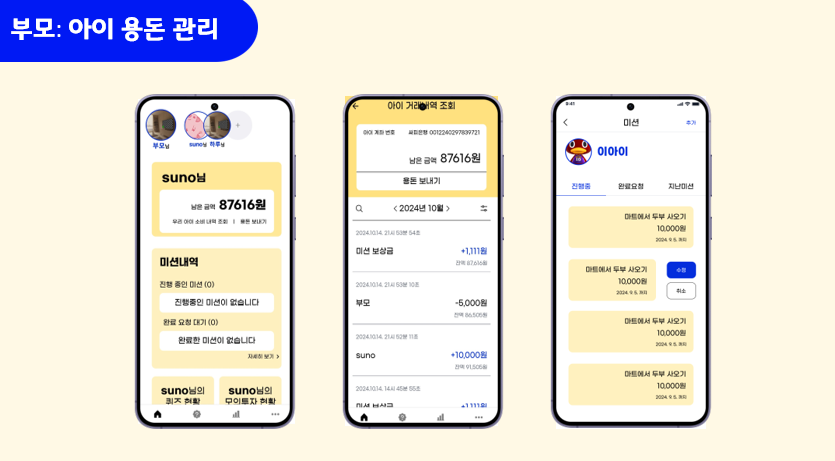 부모: 아이 용돈 관리
부모님
suno님 하루님
+
suno님
남은 금액 87616원
우리 아이 소비 내역 조회 | 용돈 보내기
미션내역
진행 중인 미션 (0)
진행중인 미션이 없습니다
완료 요청 대기 (0)
완료한 미션이 없습니다
자세히 보기 >
suno님의
퀴즈 현황
suno님의
모의투자 현황
아이 거래내역 조회
아이 계좌 번호 싸피은행 0012240297839721
남은 금액 87616원
용돈 보내기
< 2024년 10월 >
2024.10.14. 21시 53분 54초
미션 보상금 +1,111원
잔액 87,616원
2024.10.14. 21시 53분 10초
부모 -5,000원
잔액 86,505원
2024.10.14. 21시 52분 11초
suno +10,000원
잔액 91,505원
2024.10.14. 14시 45분 55초
미션 보상금 +1,111원
9:41
미션 추가
이아이
진행중 완료요청 지난미션
마트에서 두부 사오기
10,000원
2024. 9. 5. 까지
마트에서 두부 사오기
10,000원
2024. 9. 5. 까지
수정
취소
마트에서 두부 사오기
10,000원
2024. 9. 5. 까지
마트에서 두부 사오기
10,000원
2024. 9. 5. 까지